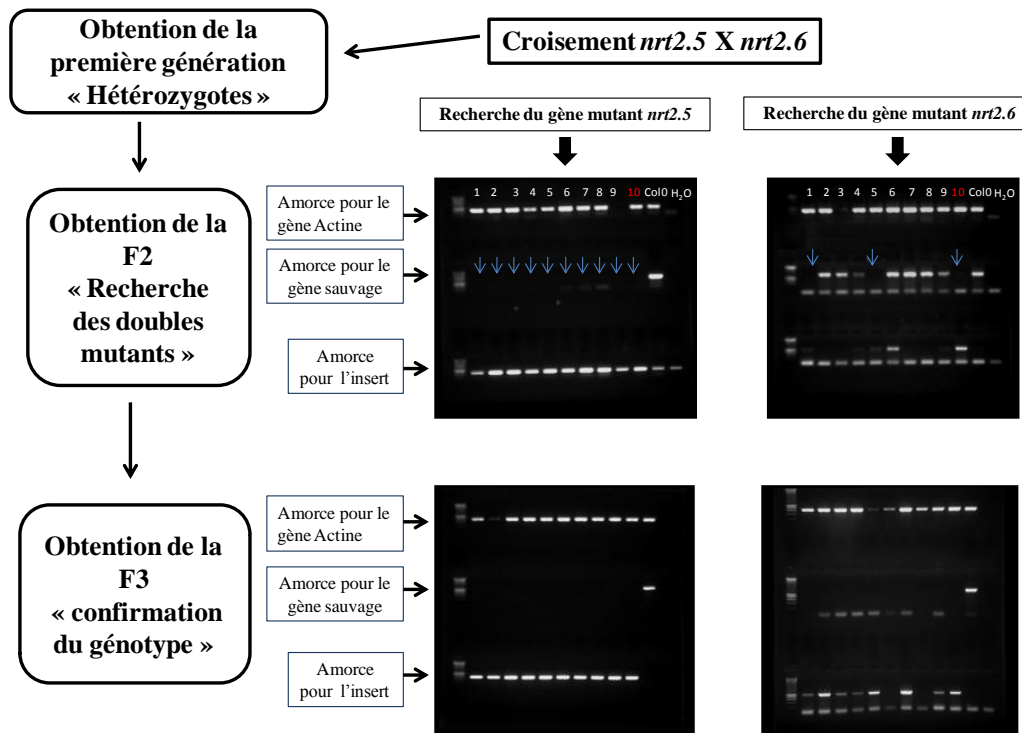 Obtention de la
première génération
« Hétérozygotes »
Croisement nrt2.5 X nrt2.6
Recherche du gène mutant nrt2.5
Recherche du gène mutant nrt2.6
Obtention de la
F2
« Recherche
des doubles
mutants »
Amorce pour le
gène Actine
Amorce pour le
gène sauvage
Amorce
pour l'insert
1 2 3 4 5 6 7 8 9 10 Col0 H2O
1 2 3 4 5 6 7 8 9 10 Col0 H2O
Obtention de la
F3
« confirmation
du génotype »
Amorce pour le
gène Actine
Amorce pour le
gène sauvage
Amorce
pour l'insert